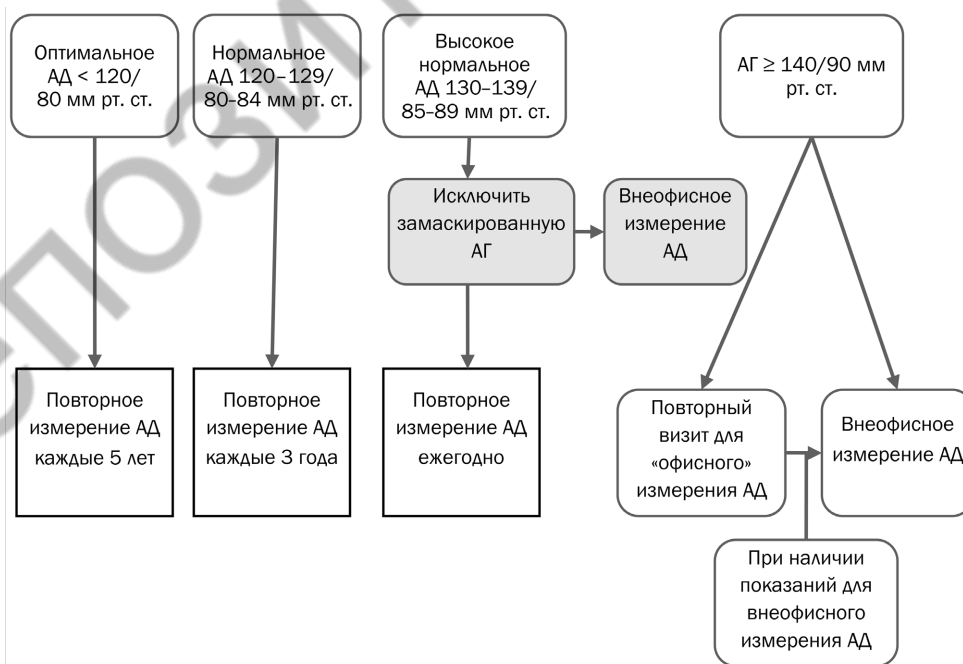 Оптимальное
АД < 120/
80 мм рт. ст.
Нормальное
АД 120–129/
80–84 мм рт. ст.
Высокое
нормальное
АД 130–139/
85–89 мм рт. ст.
АГ ≥ 140/90 мм
рт. ст.
Исключить
замаскированную
АГ
Внеофисное
измерение
АД
Повторное
измерение АД
каждые 5 лет
Повторное
измерение АД
каждые 3 года
Повторное
измерение АД
ежегодно
Повторный
визит для
«офисного»
измерения АД
Внеофисное
измерение АД
При наличии
показаний для
внеофисного
измерения АД